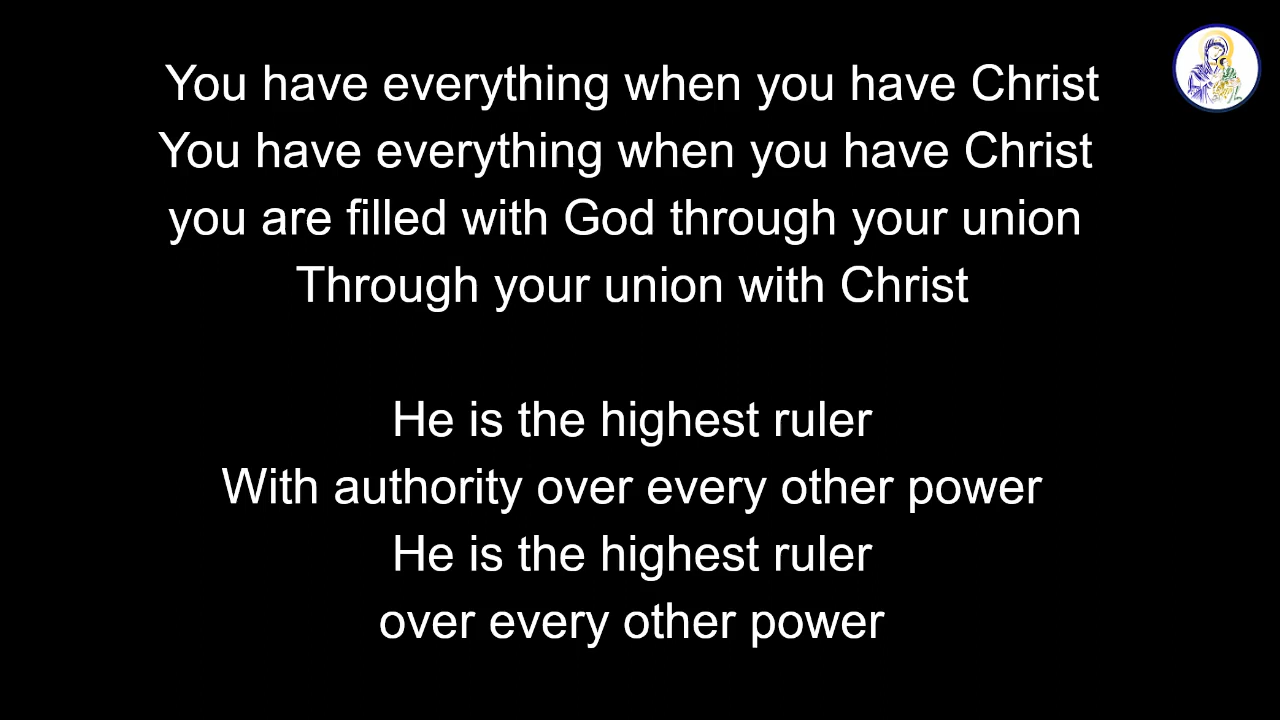 You have everything when you have Christ
You have everything when you have Christ
you are filled with God through your union
Through your union with Christ
He is the highest ruler
With authority over every other power
He is the highest ruler
over every other power